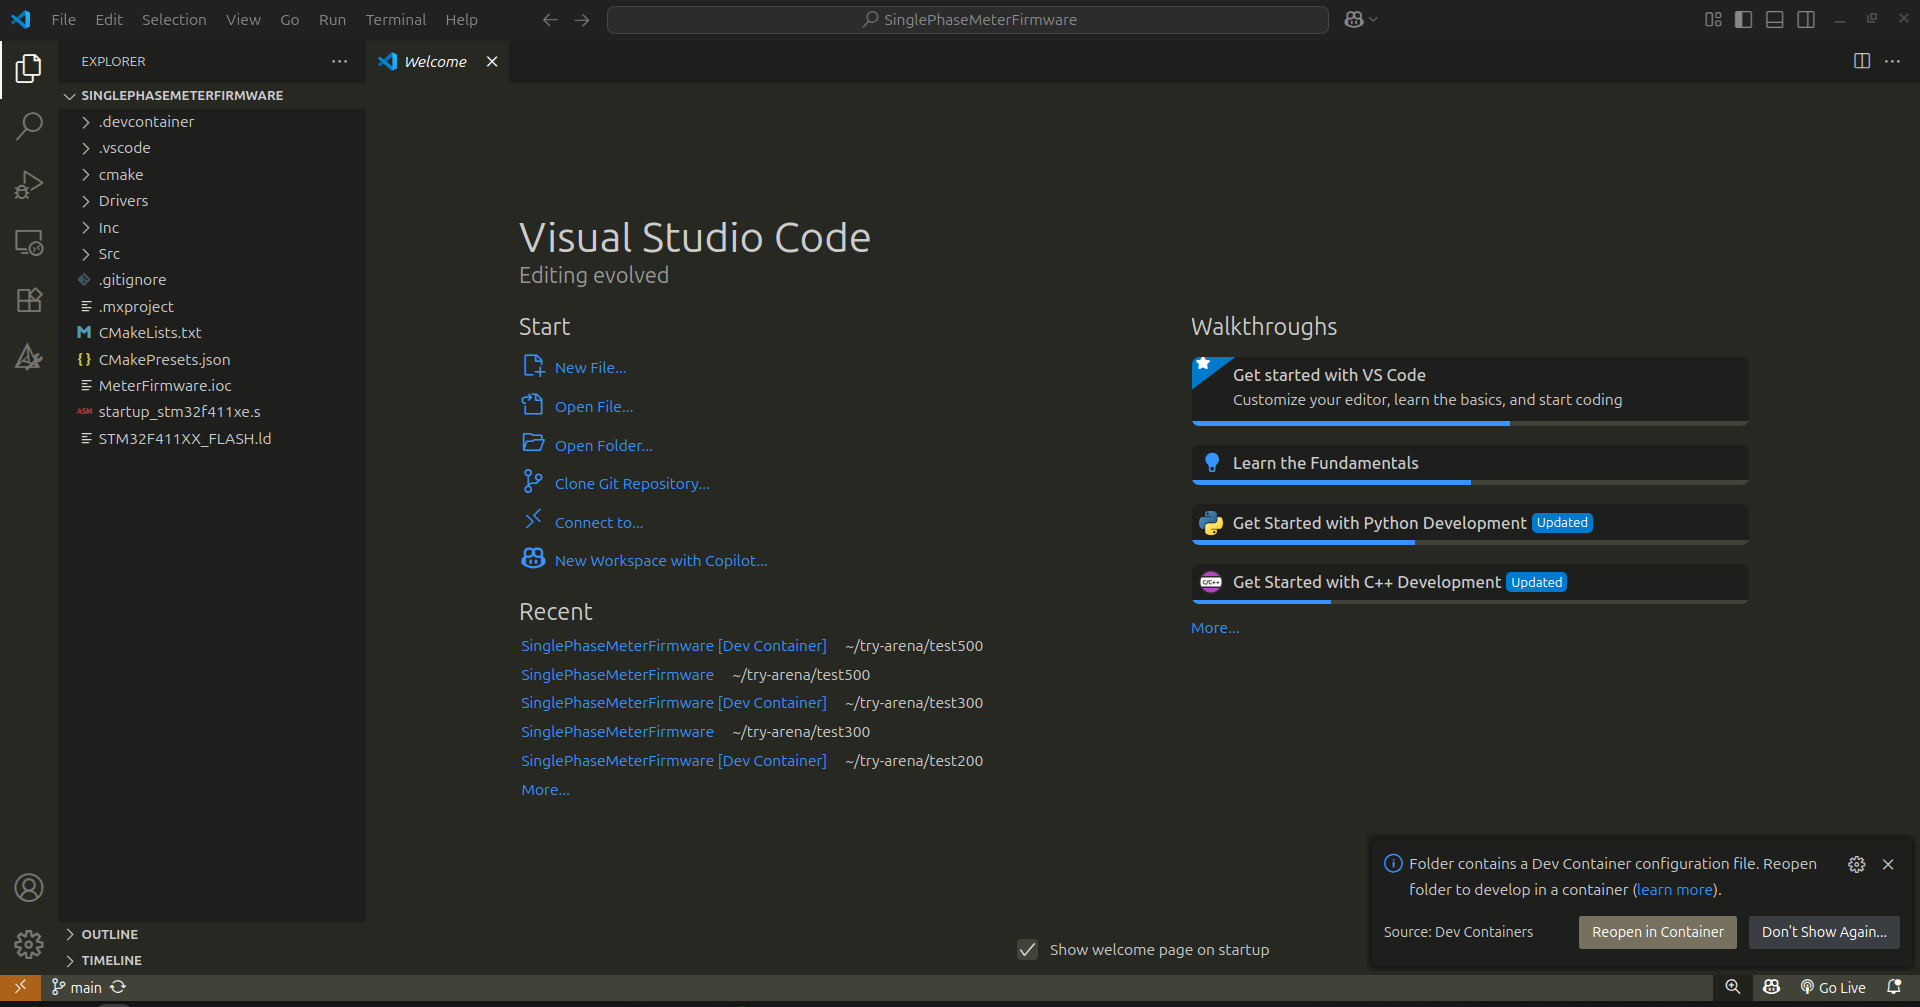 File Edit Selection View Go Run Terminal Help
SinglePhaseMeterFirmware
EXPLORER
Welcome
SINGLEPHASEMETERFIRMWARE
.devcontainer
.vscode
cmake
Drivers
Inc
Src
.gitignore
.mxproject
CMakeLists.txt
CMakePresets.json
MeterFirmware.ioc
ASM startup_stm32f411xe.s
STM32F411XX_FLASH.ld
OUTLINE
TIMELINE
Visual Studio Code
Editing evolved
Start
New File...
Open File...
Open Folder...
Clone Git Repository...
Connect to...
New Workspace with Copilot...
Recent
SinglePhaseMeterFirmware [Dev Container] ~/try-arena/test500
SinglePhaseMeterFirmware ~/try-arena/test500
SinglePhaseMeterFirmware [Dev Container] ~/try-arena/test300
SinglePhaseMeterFirmware ~/try-arena/test300
SinglePhaseMeterFirmware [Dev Container] ~/try-arena/test200
More...
Walkthroughs
Get started with VS Code
Customize your editor, learn the basics, and start coding
Learn the Fundamentals
Get Started with Python Development Updated
C/C++ Get Started with C++ Development Updated
More...
Show welcome page on startup
Folder contains a Dev Container configuration file. Reopen
folder to develop in a container (learn more).
Source: Dev Containers
Reopen in Container
Don't Show Again...
main
Go Live